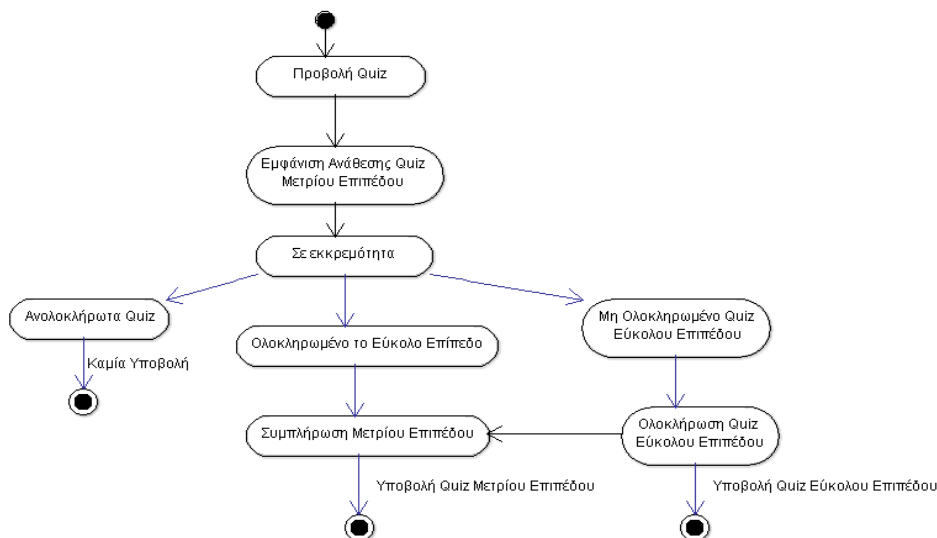 Προβολή Quiz
Εμφάνιση Ανάθεσης Quiz
Μετρίου Επιπέδου
Σε εκκρεμότητα
Ανολοκλήρωτα Quiz
Ολοκληρωμένο το Εύκολο Επίπεδο
Μη Ολοκληρωμένο Quiz
Εύκολου Επιπέδου
Καμία Υποβολή
Συμπλήρωση Μετρίου Επιπέδου
Ολοκλήρωση Quiz
Εύκολου Επιπέδου
Υποβολή Quiz Μετρίου Επιπέδου
Υποβολή Quiz Εύκολου Επιπέδου